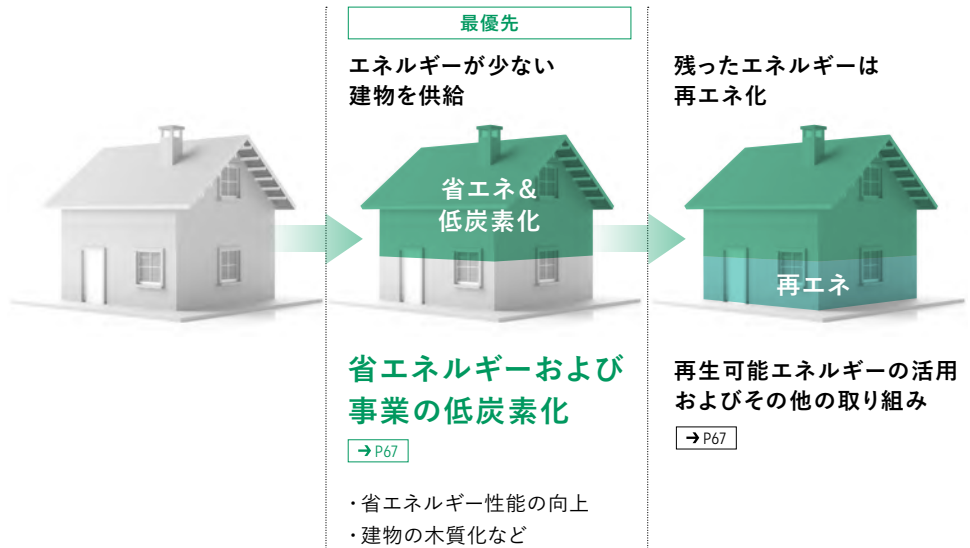 最優先
エネルギーが少ない
建物を供給
省エネ&
低炭素化
省エネルギーおよび
事業の低炭素化
→P67
・省エネルギー性能の向上
・建物の木質化など
残ったエネルギーは
再エネ化
再エネ
再生可能エネルギーの活用
およびその他の取り組み
→P67